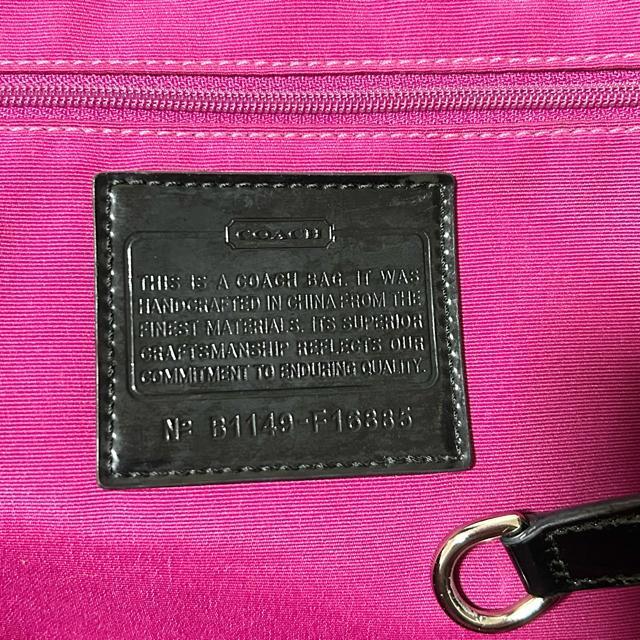 COACH
THIS IS A COACH BAG. IT WAS
HANDCRAFTED IN CHINA FROM THE
FINEST MATERIALS. ITS SUPERIOR
CRAFTSMANSHIP REFLECTS OUR
COMMITMENT TO ENDURING QUALITY.
Nº B1149-F16885